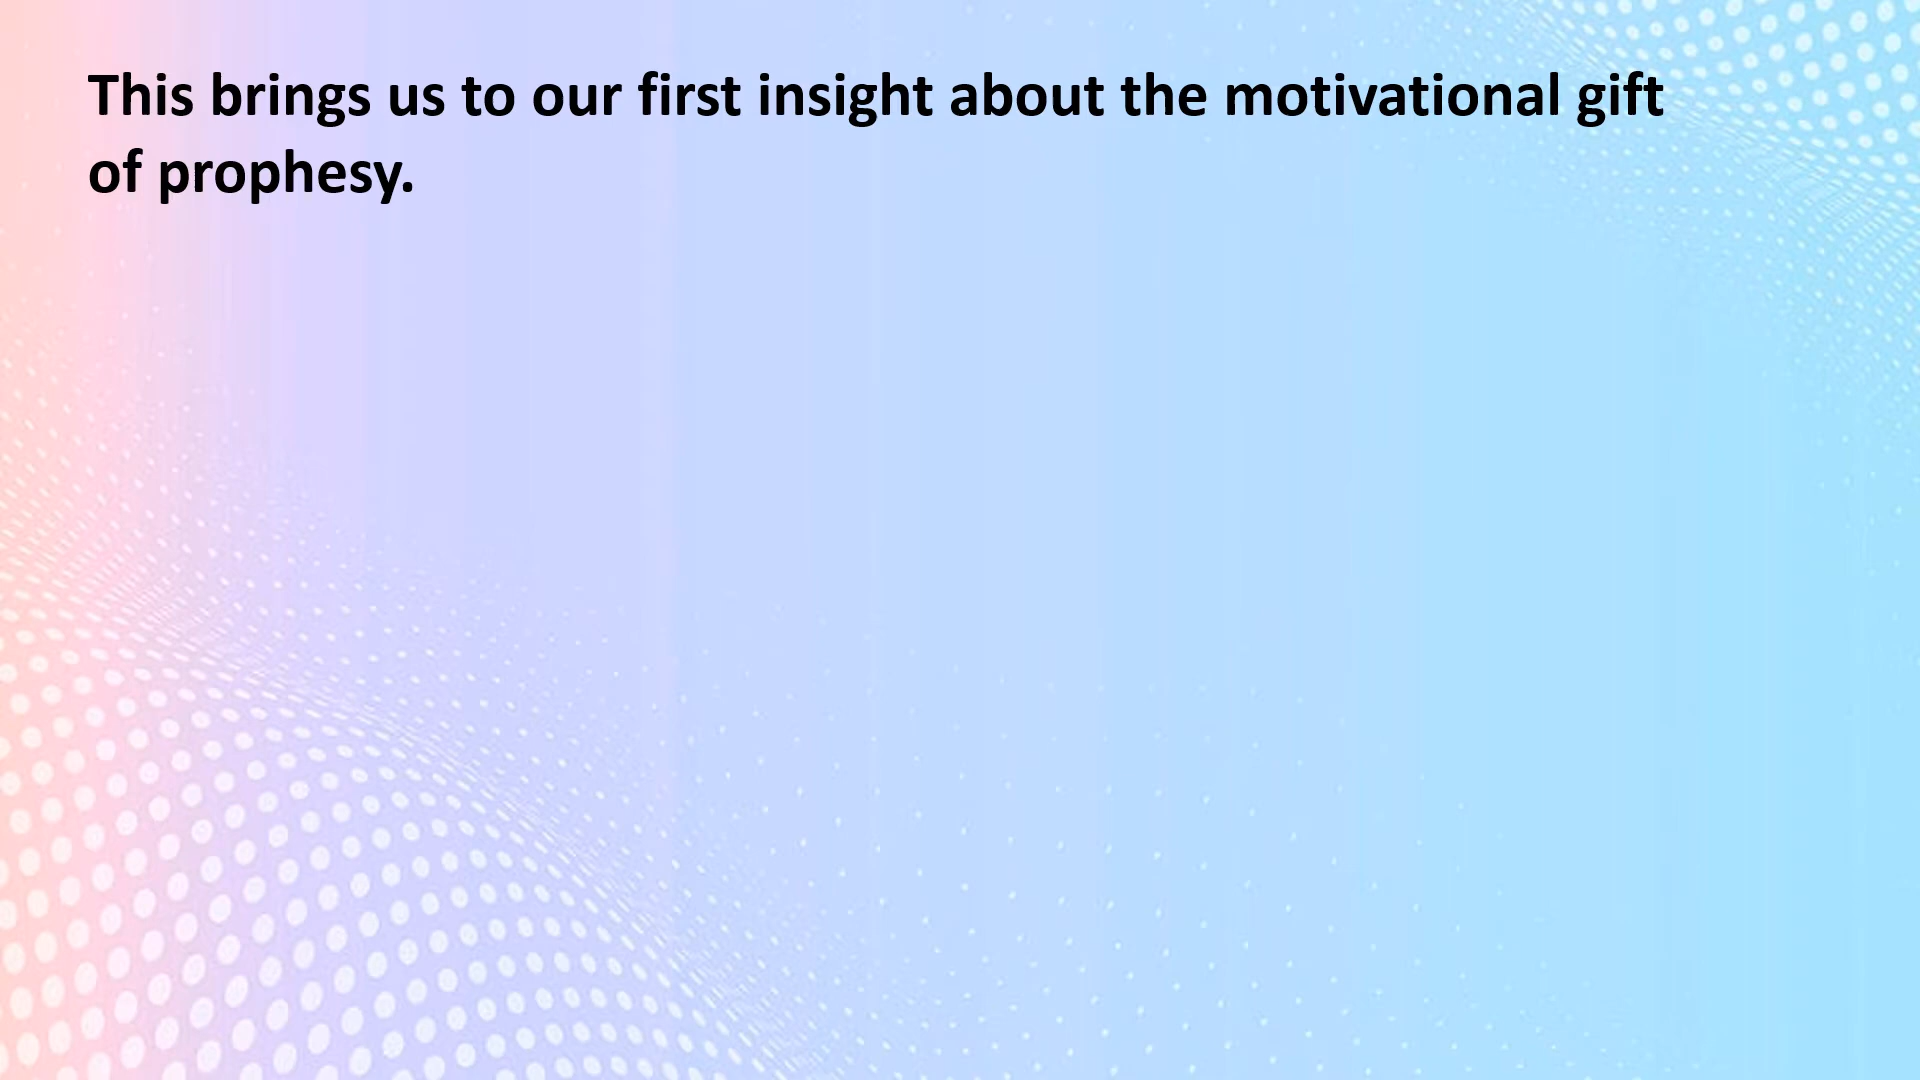 This brings us to our first insight about the motivational gift
of prophesy.